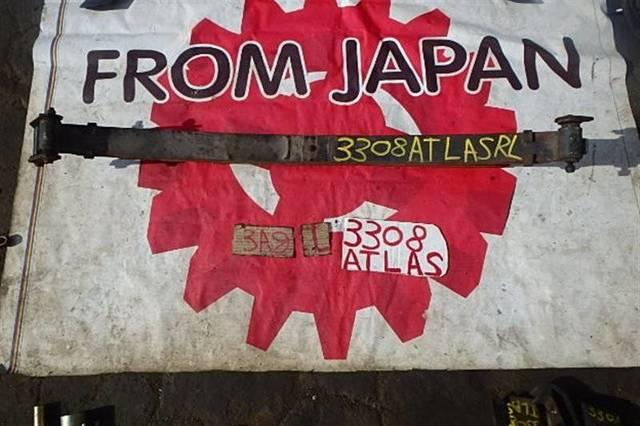 FROM JAPAN
3308ATLASRL
3308
ATLAS